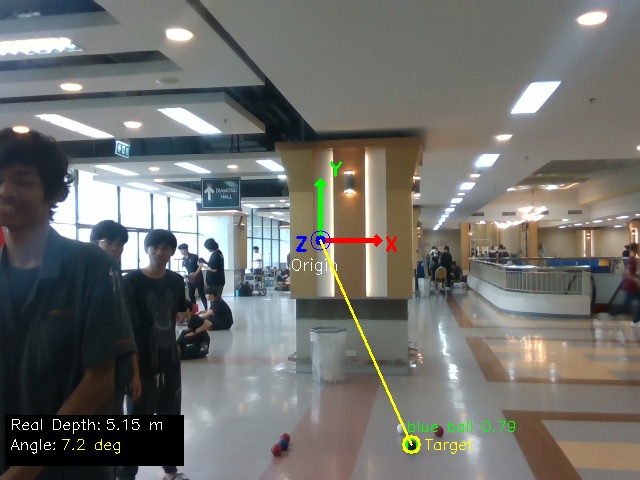 DIAMOND
HALL
Y
Z
X
Origin
blue ball 0.79
Target
Real Depth: 5.15 m
Angle: 7.2 deg